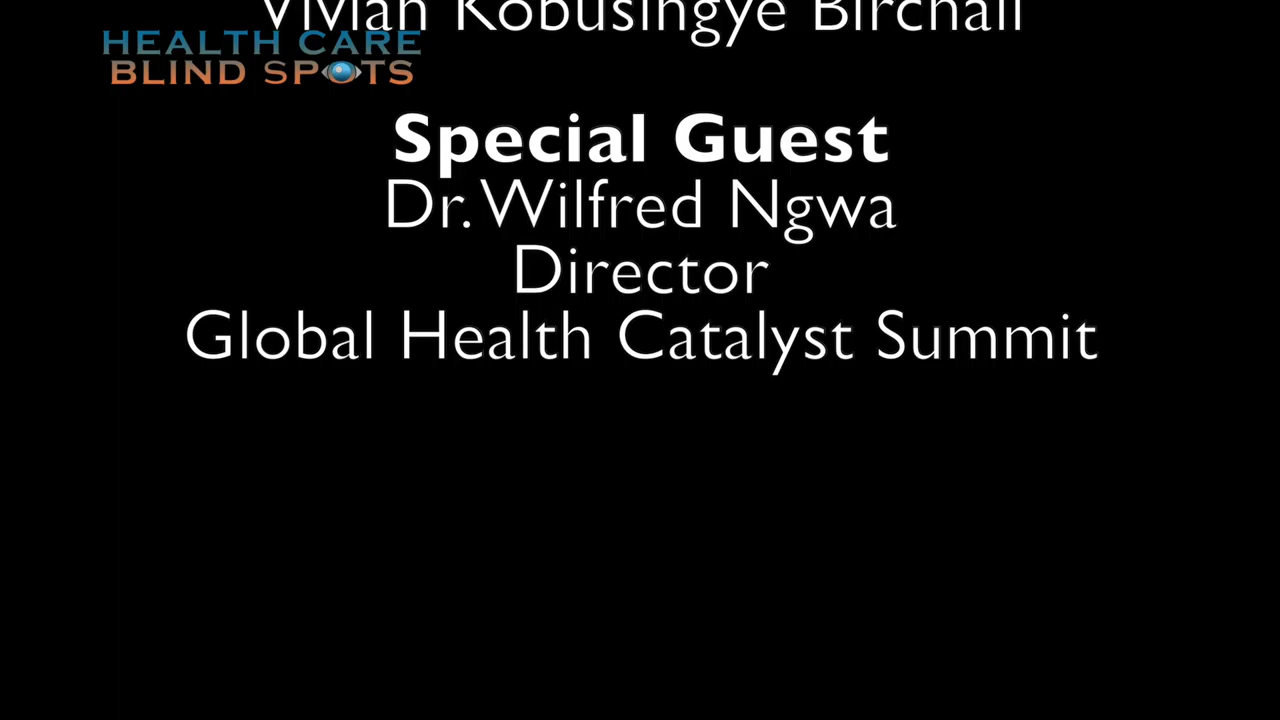 Vivian Kobusingye Birchall
HEALTH CARE
BLIND SPOTS
Special Guest
Dr. Wilfred Ngwa
Director
Global Health Catalyst Summit